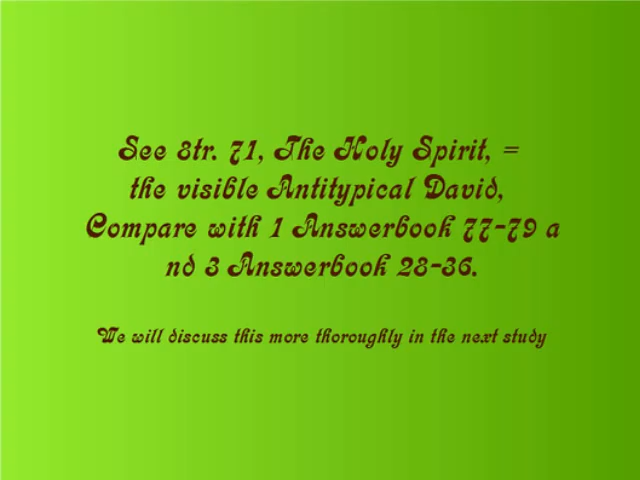 See 8tr. 71, The Holy Spirit, =
the visible Antitypical David,
Compare with 1 Answerbook 77-79 a
nd 3 Answerbook 28-36.
We will discuss this more thoroughly in the next study